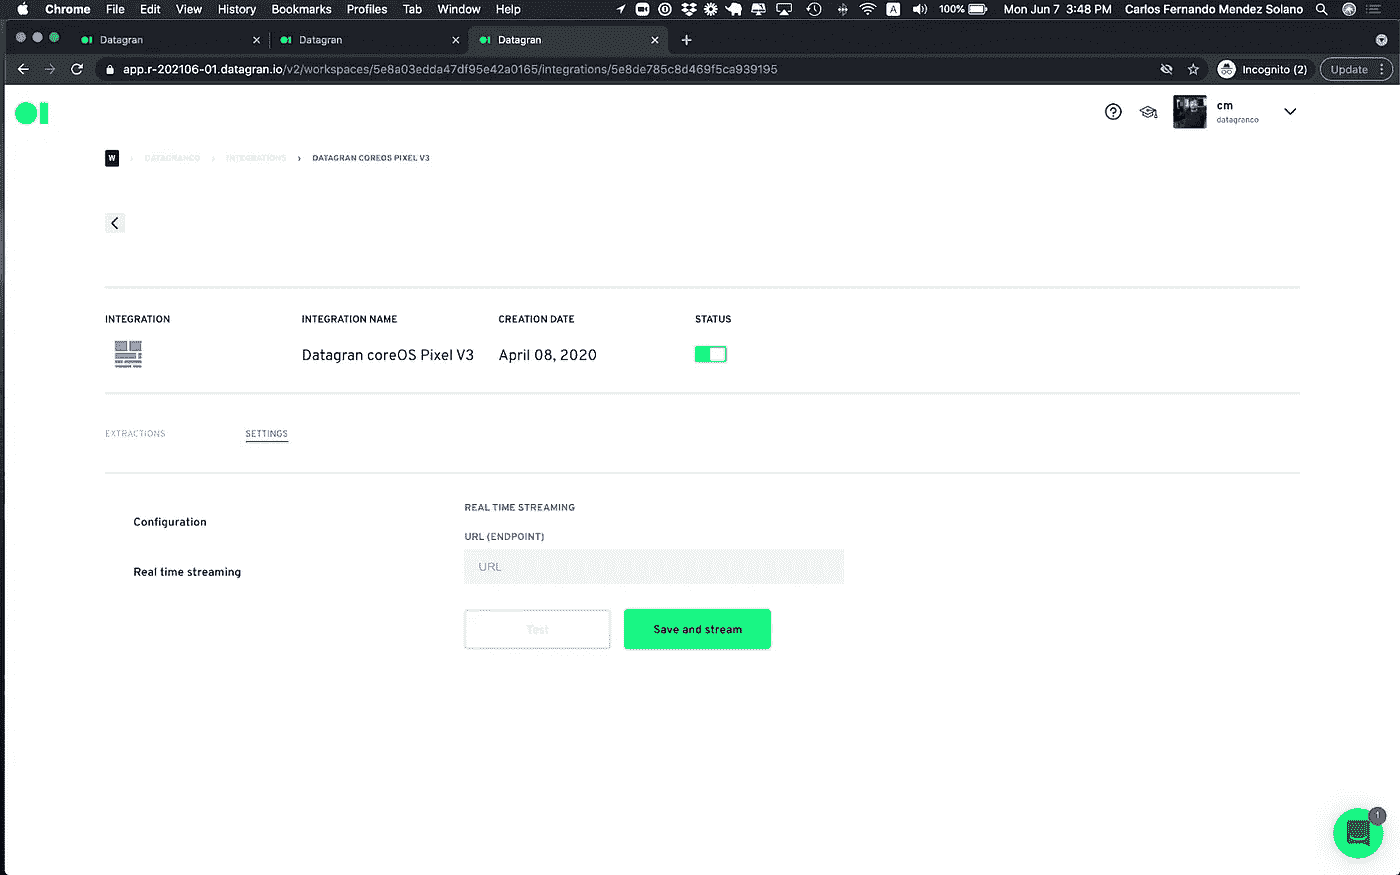 Chrome File Edit View History Bookmarks Profiles Tab Window Help A 100% Mon Jun 7 3:48 PM Carlos Fernando Mendez Solano
Datagran Datagran Datagran
app.r-202106-01.datagran.io/v2/workspaces/5e8a03edda47df95e42a0165/integrations/5e8de785c8d469f5ca939195 Incognito (2) Update
cm
datagranco
W DATAGRANCO INTEGRATIONS DATAGRAN COREOS PIXEL V3
INTEGRATION INTEGRATION NAME CREATION DATE STATUS
Datagran coreOS Pixel V3 April 08, 2020
EXTRACTIONS SETTINGS
REAL TIME STREAMING
Configuration
URL (ENDPOINT)
URL
Real time streaming
Test Save and stream
1